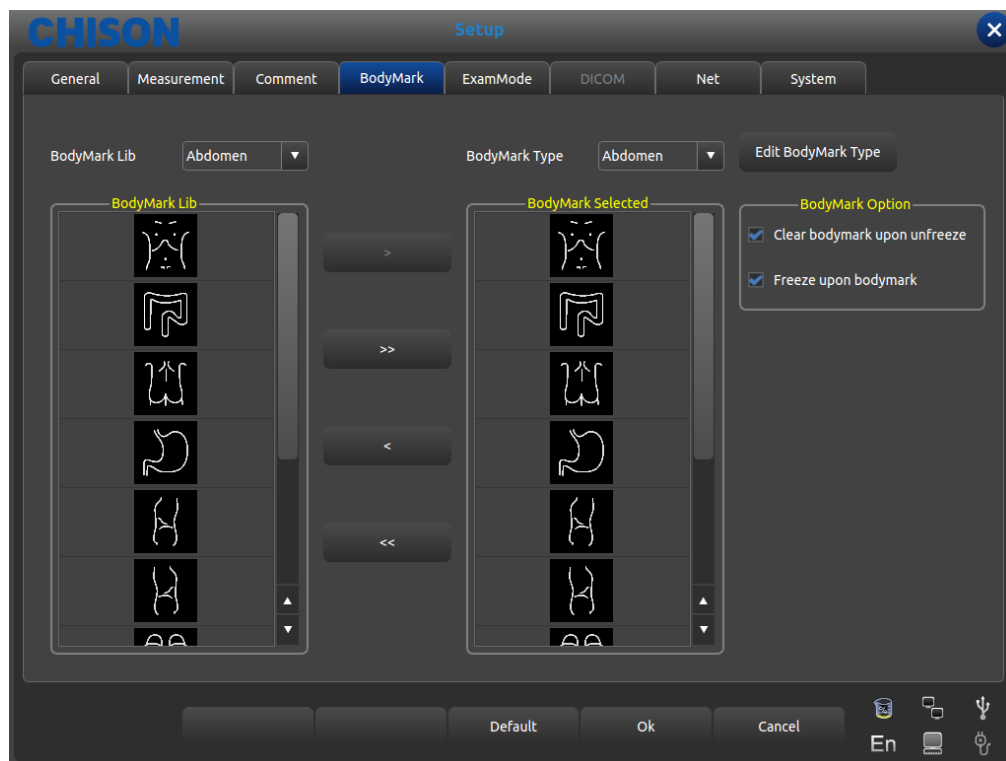 CHISON
Setup
General Measurement Comment BodyMark ExamMode DICOM Net System
BodyMark Lib Abdomen BodyMark Type Abdomen Edit BodyMark Type
BodyMark Lib BodyMark Selected BodyMark Option
Clear bodymark upon unfreeze
>
Freeze upon bodymark
>>
<
<<
Default Ok Cancel
En